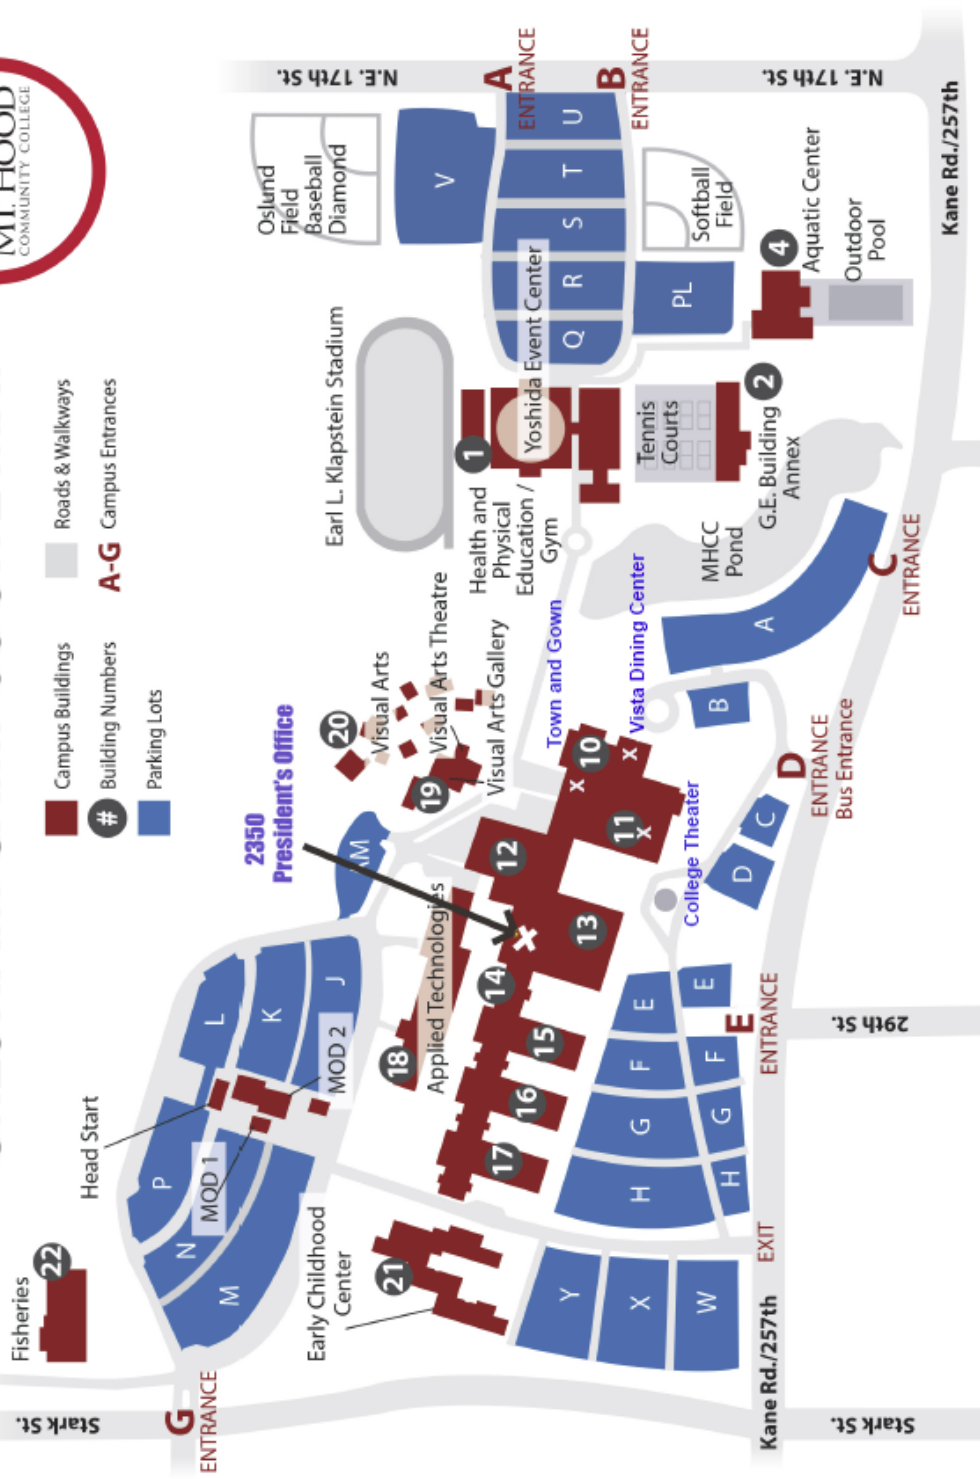 MT. HOOD
COMMUNITY COLLEGE
Campus Buildings
# Building Numbers
Parking Lots
Roads & Walkways
A-G Campus Entrances
Fisheries
22
Head Start
P
L
N
MOD 1
K
M
J
MOD 2
G
ENTRANCE
Stark St.
2350
President's Office
AM
20
Visual Arts
Visual Arts Theatre
19
Visual Arts Gallery
Earl L. Klapstein Stadium
Oslund
Field
Baseball
Diamond
N.E. 17th St.
V
A
ENTRANCE
B
ENTRANCE
N.E. 17th St.
U
T
S
R
Q
Yoshida Event Center
1
Health and
Physical
Education /
Gym
PL
Softball
Field
Tennis
Courts
4
Aquatic Center
Outdoor
Pool
2
G.E. Building
Annex
MHCC
Pond
Kane Rd./257th
Early Childhood
Center
21
18
Applied Technologies
12
14
13
15
16
17
Town and Gown
10
x
x
Vista Dining Center
11
x
College Theater
A
B
C
ENTRANCE
D
ENTRANCE
Bus Entrance
C
D
E
E
F
F
G
G
H
H
E
ENTRANCE
EXIT
Y
X
W
29th St.
Kane Rd./257th
Stark St.